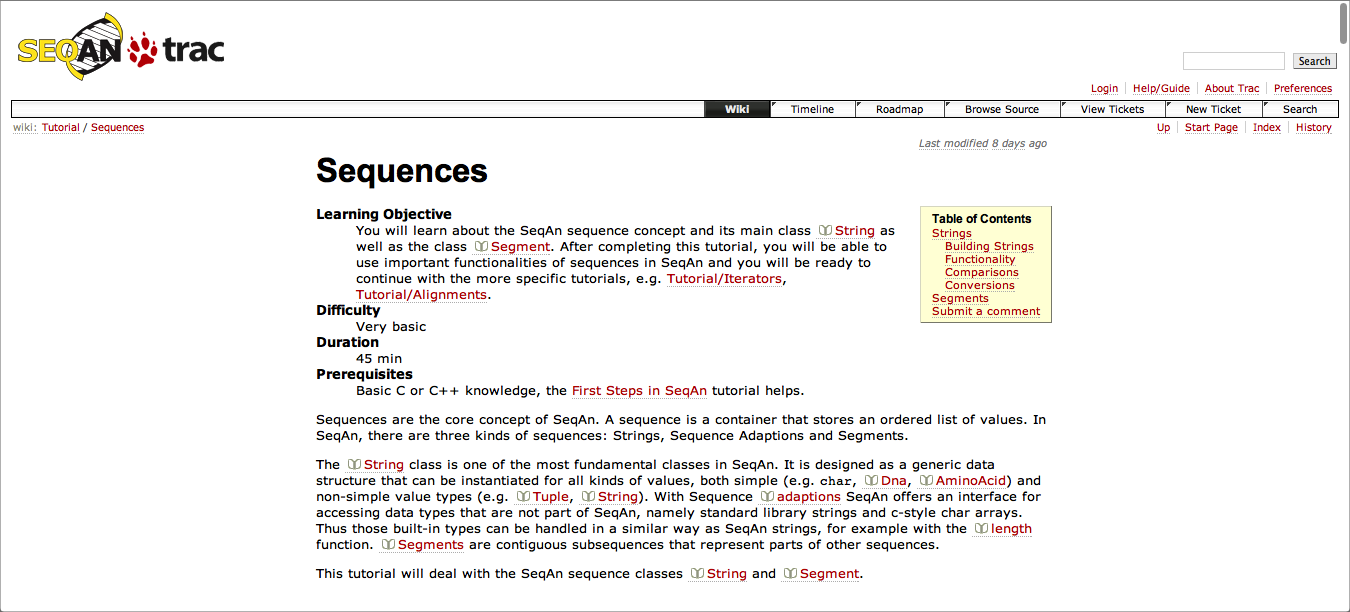 SEQAN trac
Search
Login Help/Guide About Trac Preferences
Wiki Timeline Roadmap Browse Source View Tickets New Ticket Search
wiki: Tutorial / Sequences
Up Start Page Index History
Last modified 8 days ago
Sequences
Learning Objective
You will learn about the SeqAn sequence concept and its main class String as
well as the class Segment. After completing this tutorial, you will be able to
use important functionalities of sequences in SeqAn and you will be ready to
continue with the more specific tutorials, e.g. Tutorial/Iterators,
Tutorial/Alignments.
Difficulty
Very basic
Duration
45 min
Prerequisites
Basic C or C++ knowledge, the First Steps in SeqAn tutorial helps.
Table of Contents
Strings
Building Strings
Functionality
Comparisons
Conversions
Segments
Submit a comment
Sequences are the core concept of SeqAn. A sequence is a container that stores an ordered list of values. In
SeqAn, there are three kinds of sequences: Strings, Sequence Adaptions and Segments.
The String class is one of the most fundamental classes in SeqAn. It is designed as a generic data
structure that can be instantiated for all kinds of values, both simple (e.g. char, Dna, AminoAcid) and
non-simple value types (e.g. Tuple, String). With Sequence adaptions SeqAn offers an interface for
accessing data types that are not part of SeqAn, namely standard library strings and c-style char arrays.
Thus those built-in types can be handled in a similar way as SeqAn strings, for example with the length
function. Segments are contiguous subsequences that represent parts of other sequences.
This tutorial will deal with the SeqAn sequence classes String and Segment.